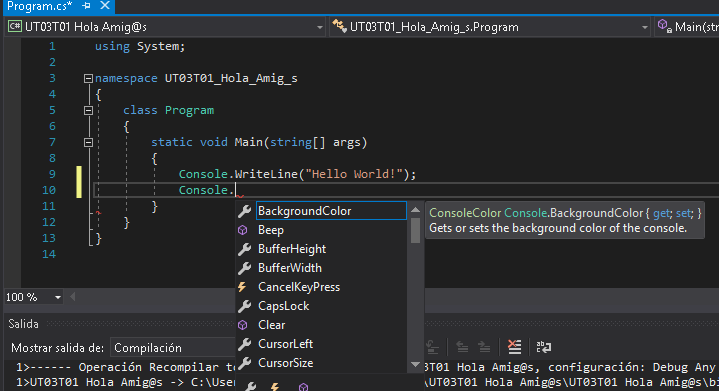 Program.cs*
UT03T01 Hola Amig@s
UT03T01_Hola_Amig_s.Program
Main(str
1 using System;
2
3 namespace UT03T01_Hola_Amig_s
4 {
5 class Program
6 {
7 static void Main(string[] args)
8 {
9 Console.WriteLine("Hello World!");
10 Console.
11 }
12 }
13 }
14
BackgroundColor
Beep
BufferHeight
BufferWidth
CancelKeyPress
CapsLock
Clear
CursorLeft
CursorSize
ConsoleColor Console.BackgroundColor { get; set; }
Gets or sets the background color of the console.
100 %
Salida
Mostrar salida de: Compilación
1>------ Operación Recompilar t
03T01 Hola Amig@s, configuración: Debug Any
1>UT03T01 Hola Amig@s -> C:\Use
\UT03T01 Hola Amig@s\UT03T01 Hola Amig@s\b